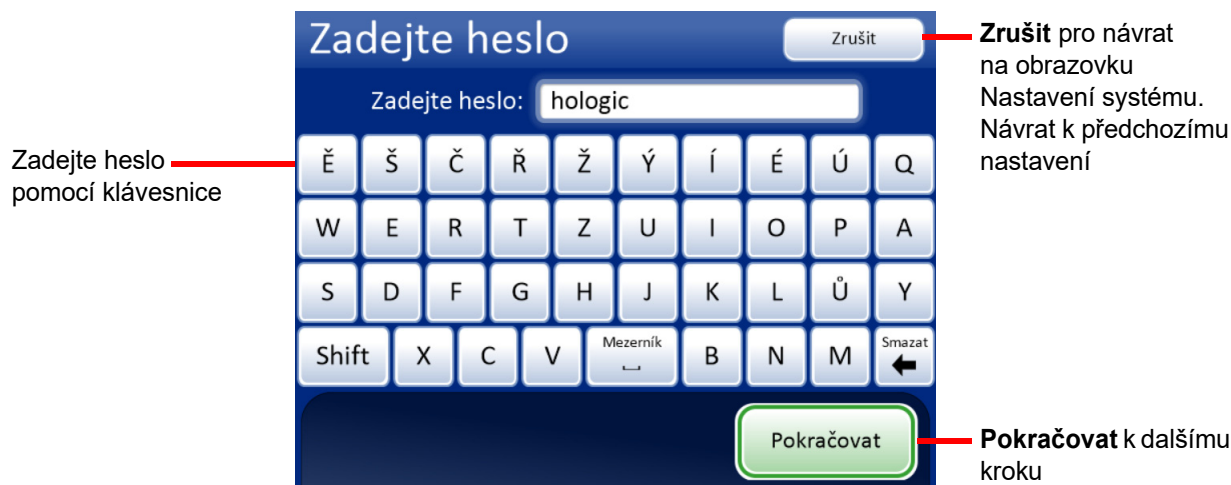 Zadejte heslo
Zrušit
Zadejte heslo: hologic
Ě Š Č Ř Ž Ý Í É Ú Q
W E R T Z U I O P A
S D F G H J K L Ů Y
Shift X C V Mezerník B N M Smazat
Pokračovat
Zadejte heslo
pomocí klávesnice
Zrušit pro návrat
na obrazovku
Nastavení systému.
Návrat k předchozímu
nastavení
Pokračovat k dalšímu
kroku